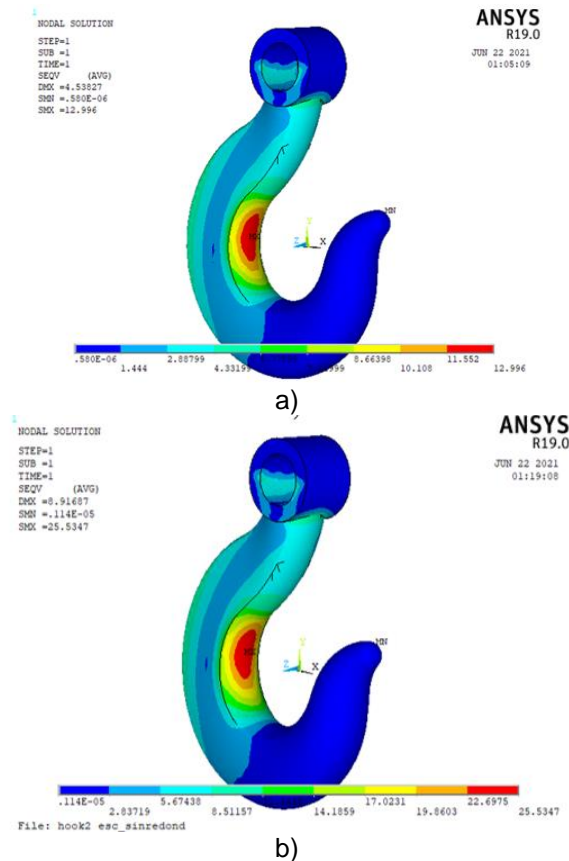 1
NODAL SOLUTION
STEP=1
SUB =1
TIME=1
SEQV (AVG)
DMX =4.53827
SMN =.580E-06
SMX =12.996
ANSYS
R19.0
JUN 22 2021
01:05:09
MN
MX
Y
Z X
.580E-06 2.88799 8.66398 11.552
1.444 4.33199 10.108 12.996
a)
1
NODAL SOLUTION
STEP=1
SUB =1
TIME=1
SEQV (AVG)
DMX =8.91687
SMN =.114E-05
SMX =25.5347
ANSYS
R19.0
JUN 22 2021
01:19:08
MN
MX
Y
Z X
.114E-05 5.67438 17.0231 22.6975
2.83719 8.51157 14.1859 19.8603 25.5347
File: hook2 esc_sinredond
b)